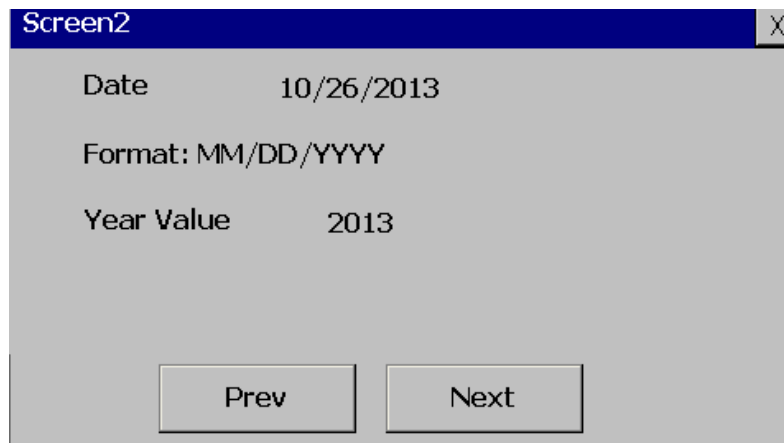 Screen2 X
Date 10/26/2013
Format: MM/DD/YYYY
Year Value 2013
Prev Next